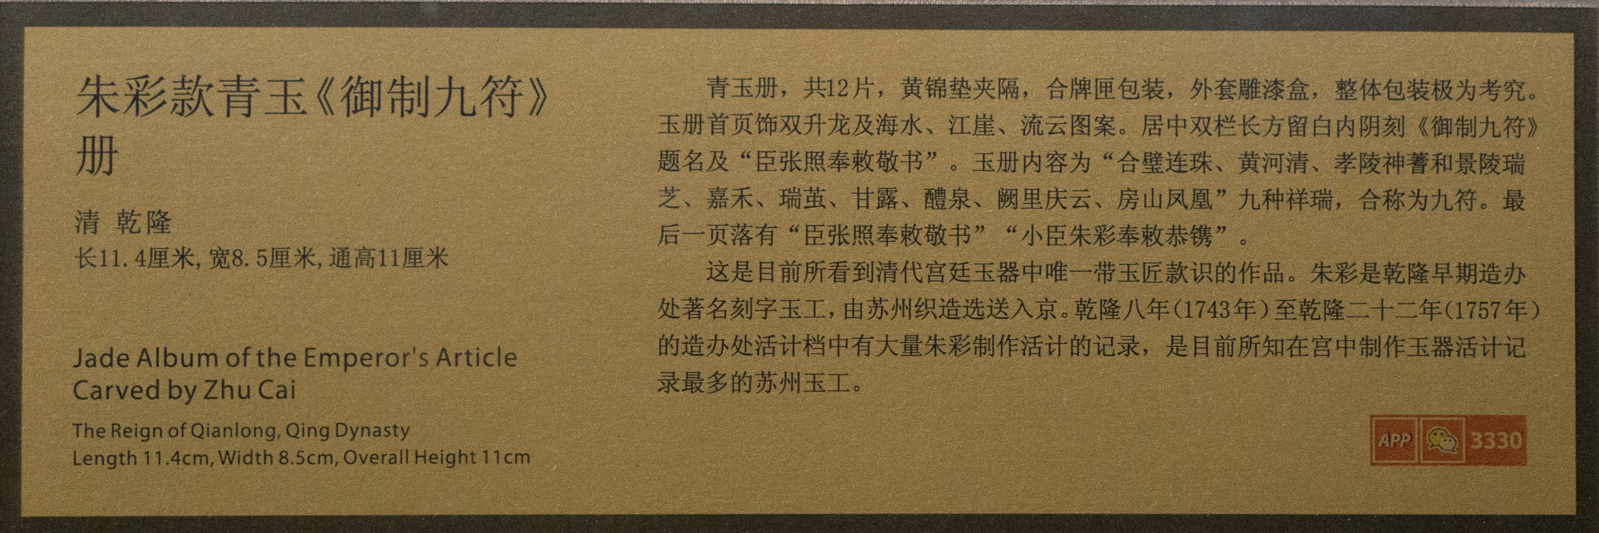 朱彩款青玉《御制九符》
册
清 乾隆
长11.4厘米,宽8.5厘米,通高11厘米
Jade Album of the Emperor's Article
Carved by Zhu Cai
The Reign of Qianlong, Qing Dynasty
Length 11.4cm, Width 8.5cm, Overall Height 11cm
青玉册，共12片，黄锦垫夹隔，合牌匣包装，外套雕漆盒，整体包装极为考究。
玉册首页饰双升龙及海水、江崖、流云图案。居中双栏长方留白内阴刻《御制九符》
题名及“臣张照奉敕敬书”。玉册内容为“合璧连珠、黄河清、孝陵神蓍和景陵瑞
芝、嘉禾、瑞茧、甘露、醴泉、阙里庆云、房山凤凰”九种祥瑞，合称为九符。最
后一页落有“臣张照奉敕敬书”“小臣朱彩奉敕恭镌”。
这是目前所看到清代宫廷玉器中唯一带玉匠款识的作品。朱彩是乾隆早期造办
处著名刻字玉工,由苏州织造选送入京。乾隆八年(1743年)至乾隆二十二年(1757年)
的造办处活计档中有大量朱彩制作活计的记录，是目前所知在宫中制作玉器活计记
录最多的苏州玉工。
APP 3330